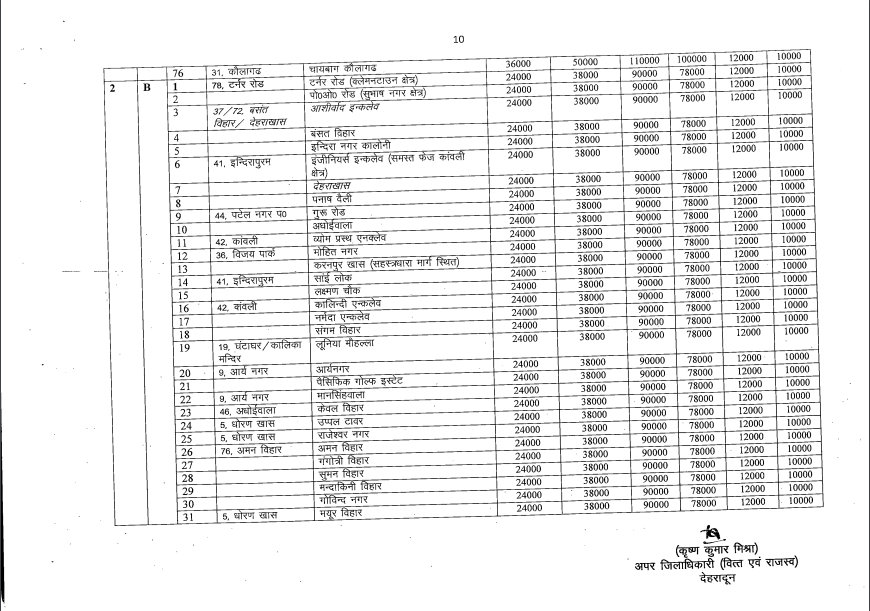 10
76 31, कौलागढ चायबाग कौलागढ 36000 50000 110000 100000 12000 10000
2 B 1 78, टर्नर रोड टर्नर रोड (क्लेमनटाउन क्षेत्र) 24000 38000 90000 78000 12000 10000
2 पी0ओ0 रोड (सुभाष नगर क्षेत्र) 24000 38000 90000 78000 12000 10000
3 37/72, बसंत आशीर्वाद इन्कलेव 24000 38000 90000 78000 12000 10000
विहार/ देहराखास
4 बंसत विहार 24000 38000 90000 78000 12000 10000
5 इन्दिरा नगर कालोनी 24000 38000 90000 78000 12000 10000
6 41, इन्दिरापुरम इंजीनियर्स इन्कलेव (समस्त फेज कांवली 24000 38000 90000 78000 12000 10000
क्षेत्र)
7 देहराखास 24000 38000 90000 78000 12000 10000
8 पनाष वैली 24000 38000 90000 78000 12000 10000
9 44, पटेल नगर प0 गुरू रोड 24000 38000 90000 78000 12000 10000
10 अधोईवाला 24000 38000 90000 78000 12000 10000
11 42, कांवली व्योम प्रस्थ एनक्लेव 24000 38000 90000 78000 12000 10000
12 36, विजय पार्क मोहित नगर 24000 38000 90000 78000 12000 10000
13 करनपुर खास (सहस्त्रधारा मार्ग स्थित) 24000 38000 90000 78000 12000 10000
14 41, इन्दिरापुरम सांई लोक 24000 38000 90000 78000 12000 10000
15 लक्ष्मण चौक 24000 38000 90000 78000 12000 10000
16 42, कांवली कालिन्दी एन्कलेव 24000 38000 90000 78000 12000 10000
17 नर्मदा एन्कलेव 24000 38000 90000 78000 12000 10000
18 संगम विहार 24000 38000 90000 78000 12000 10000
19 19, घंटाघर/कालिका लूनिया मौहल्ला 24000 38000 90000 78000 12000 10000
मन्दिर
20 9, आर्य नगर आर्यनगर 24000 38000 90000 78000 12000 10000
21 पैसिफिक गोल्फ इस्टेट 24000 38000 90000 78000 12000 10000
22 9, आर्य नगर मानसिंहवाला 24000 38000 90000 78000 12000 10000
23 46, अधोईवाला केवल विहार 24000 38000 90000 78000 12000 10000
24 5, धोरण खास उप्पल टावर 24000 38000 90000 78000 12000 10000
25 5, धोरण खास राजेश्वर नगर 24000 38000 90000 78000 12000 10000
26 76, अमन विहार अमन विहार 24000 38000 90000 78000 12000 10000
27 गंगोत्री विहार 24000 38000 90000 78000 12000 10000
28 सुमन विहार 24000 38000 90000 78000 12000 10000
29 मन्दाकिनी विहार 24000 38000 90000 78000 12000 10000
30 गोविन्द नगर 24000 38000 90000 78000 12000 10000
31 5, धोरण खास मयूर विहार 24000 38000 90000 78000 12000 10000
(कृष्ण कुमार मिश्रा)
अपर जिलाधिकारी (वित्त एवं राजस्व)
देहरादून